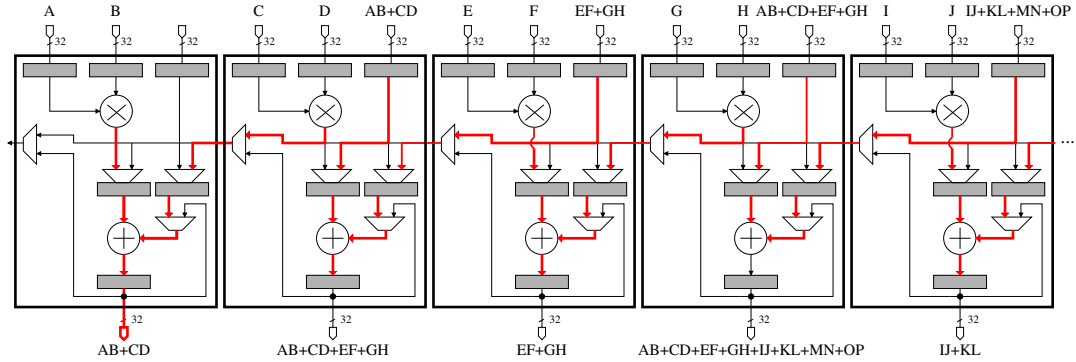 A B C D AB+CD E F EF+GH G H AB+CD+EF+GH I J IJ+KL+MN+OP
32 32 32 32 32 32 32 32 32 32 32 32 32 32 32
...
32 32 32 32 32
AB+CD AB+CD+EF+GH EF+GH AB+CD+EF+GH+IJ+KL+MN+OP IJ+KL